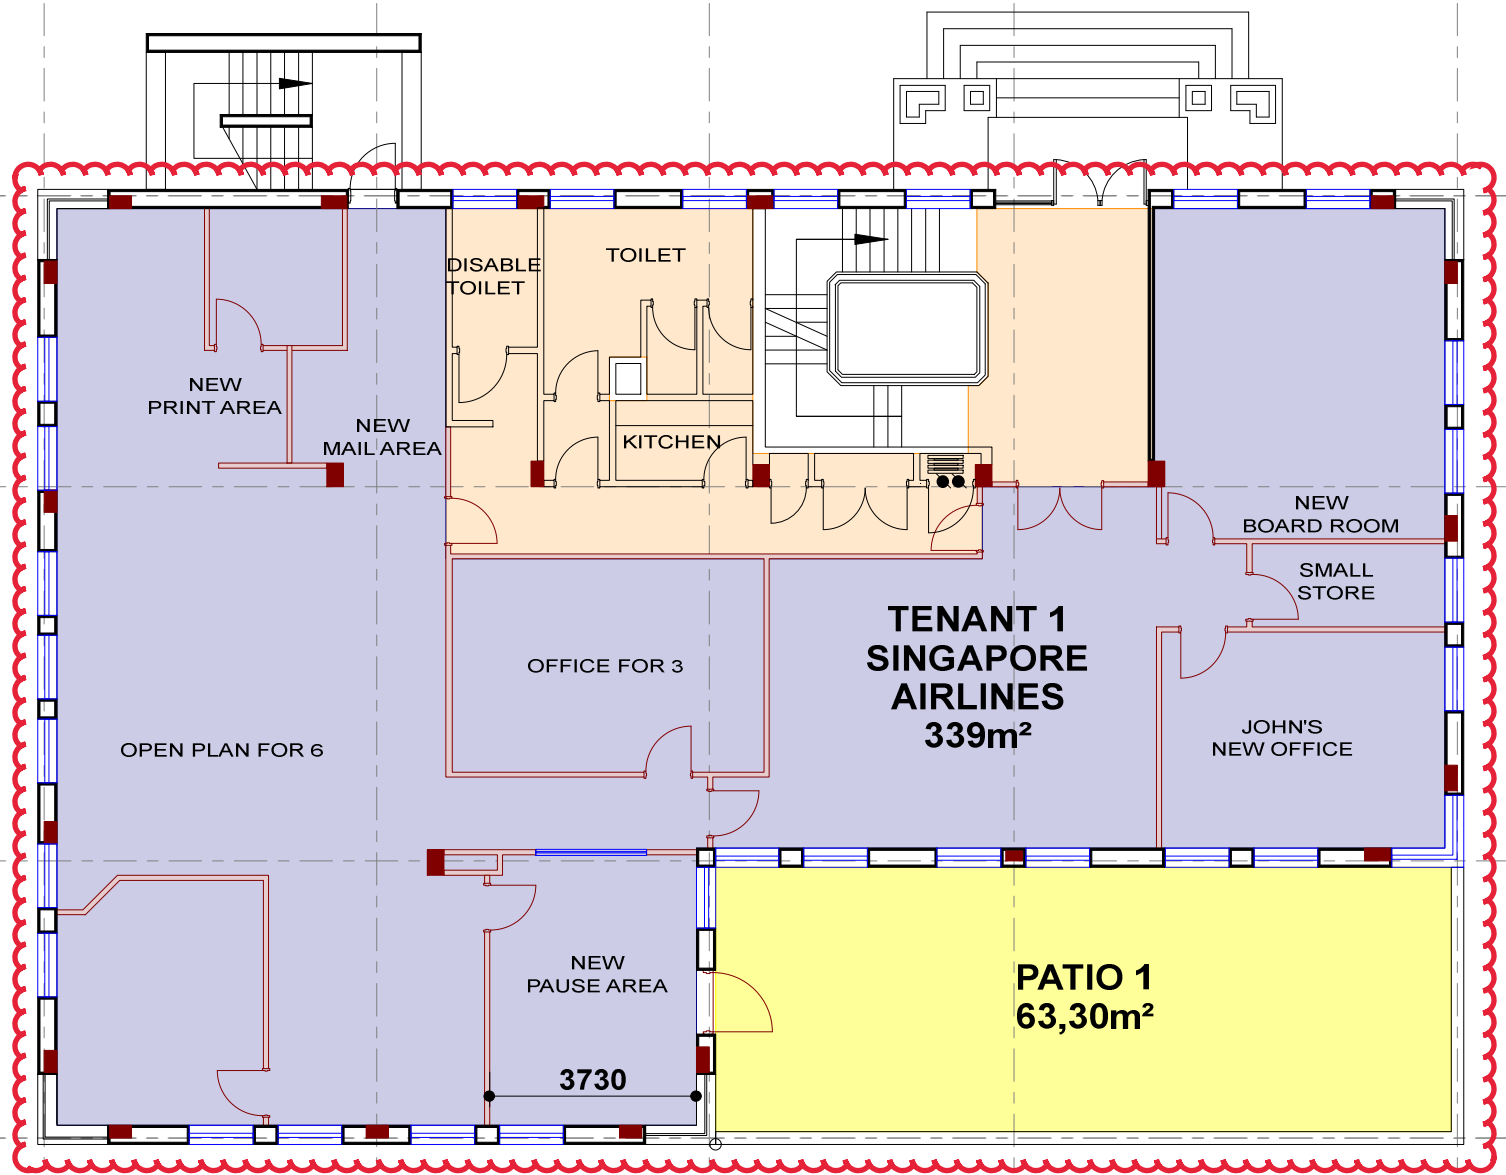 DISABLE
TOILET
TOILET
NEW
PRINT AREA
NEW
MAIL AREA
KITCHEN
NEW
BOARD ROOM
SMALL
STORE
TENANT 1
SINGAPORE
AIRLINES
339m²
OFFICE FOR 3
OPEN PLAN FOR 6
JOHN'S
NEW OFFICE
NEW
PAUSE AREA
PATIO 1
63,30m²
3730